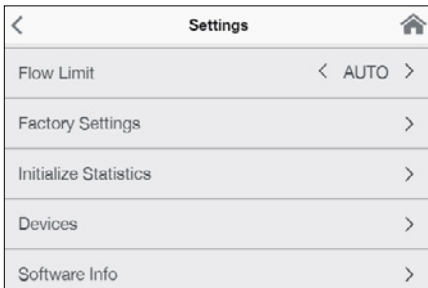 Settings
Flow Limit < AUTO >
Factory Settings >
Initialize Statistics >
Devices >
Software Info >